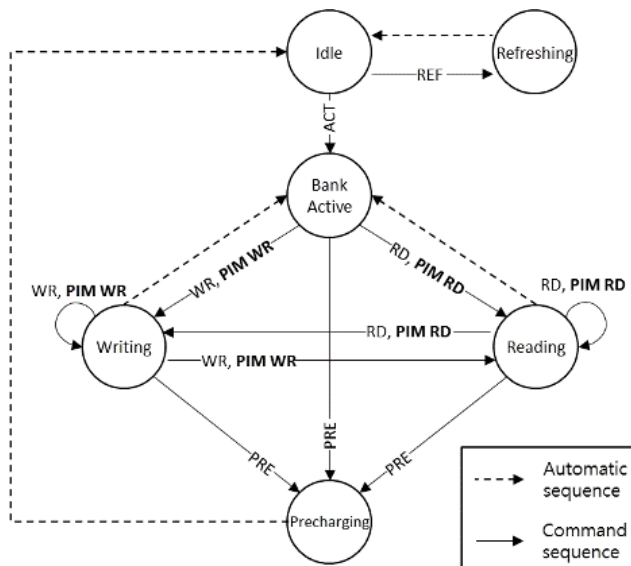 Idle
Refreshing
REF
ACT
Bank
Active
WR, PIM WR
RD, PIM RD
WR, PIM WR
RD, PIM RD
RD, PIM RD
Writing
Reading
WR, PIM WR
PRE
PRE
PRE
Precharging
Automatic
sequence
Command
sequence